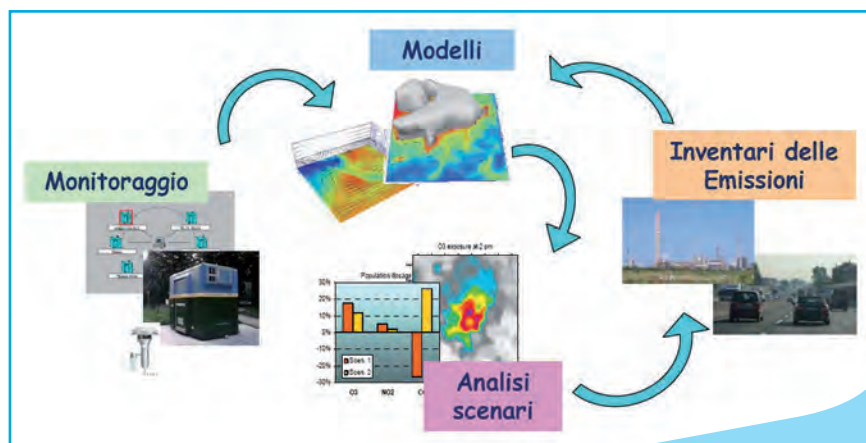 Modelli
Monitoraggio
Inventari delle
Emissioni
O3 exposure at 2 pm
Population dosage
30%
20%
10%
0%
-10%
-20%
-30%
Scen. 1
Scen. 2
O3
NO2
Analisi
scenari